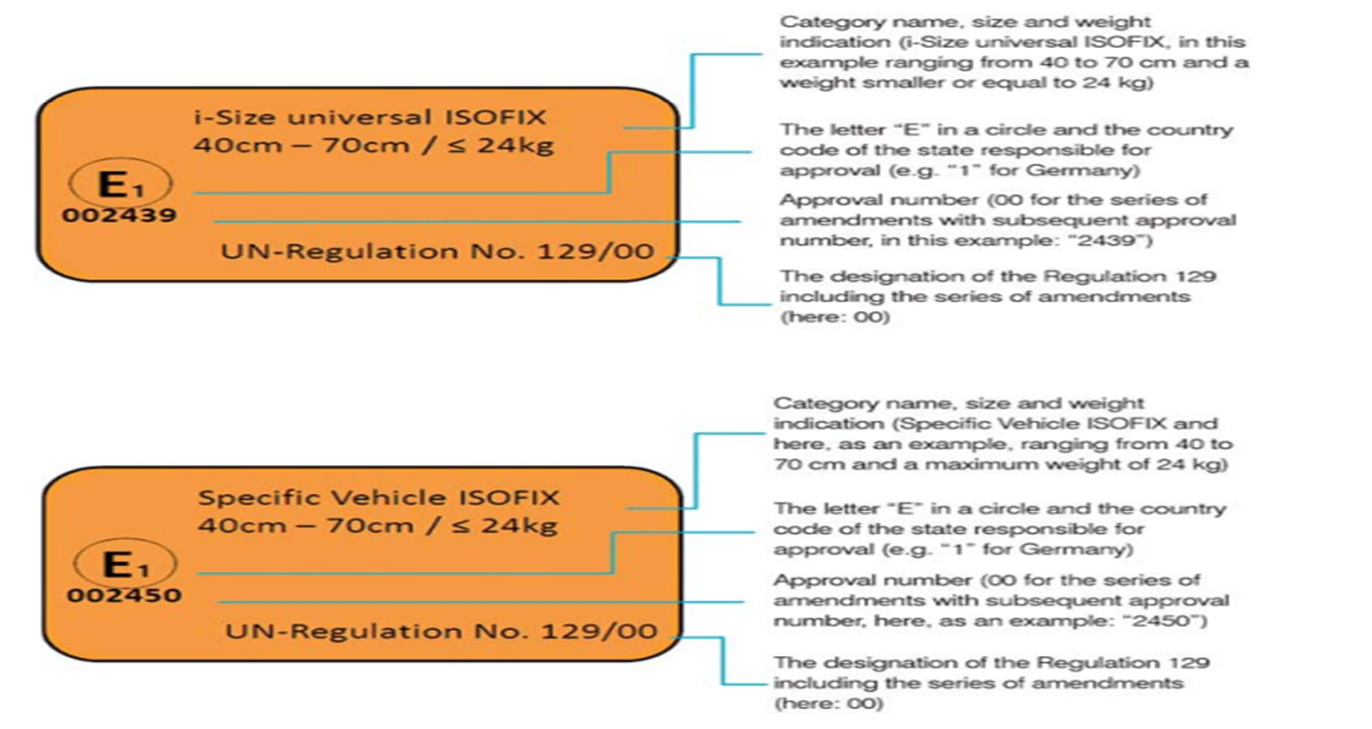 i-Size universal ISOFIX
40cm – 70cm / ≤ 24kg
E1
002439
UN-Regulation No. 129/00
Category name, size and weight
indication (i-Size universal ISOFIX, in this
example ranging from 40 to 70 cm and a
weight smaller or equal to 24 kg)
The letter “E” in a circle and the country
code of the state responsible for
approval (e.g. “1” for Germany)
Approval number (00 for the series of
amendments with subsequent approval
number, in this example: “2439”)
The designation of the Regulation 129
including the series of amendments
(here: 00)
Specific Vehicle ISOFIX
40cm – 70cm / ≤ 24kg
E1
002450
UN-Regulation No. 129/00
Category name, size and weight
indication (Specific Vehicle ISOFIX and
here, as an example, ranging from 40 to
70 cm and a maximum weight of 24 kg)
The letter “E” in a circle and the country
code of the state responsible for
approval (e.g. “1” for Germany)
Approval number (00 for the series of
amendments with subsequent approval
number, here, as an example: “2450”)
The designation of the Regulation 129
including the series of amendments
(here: 00)